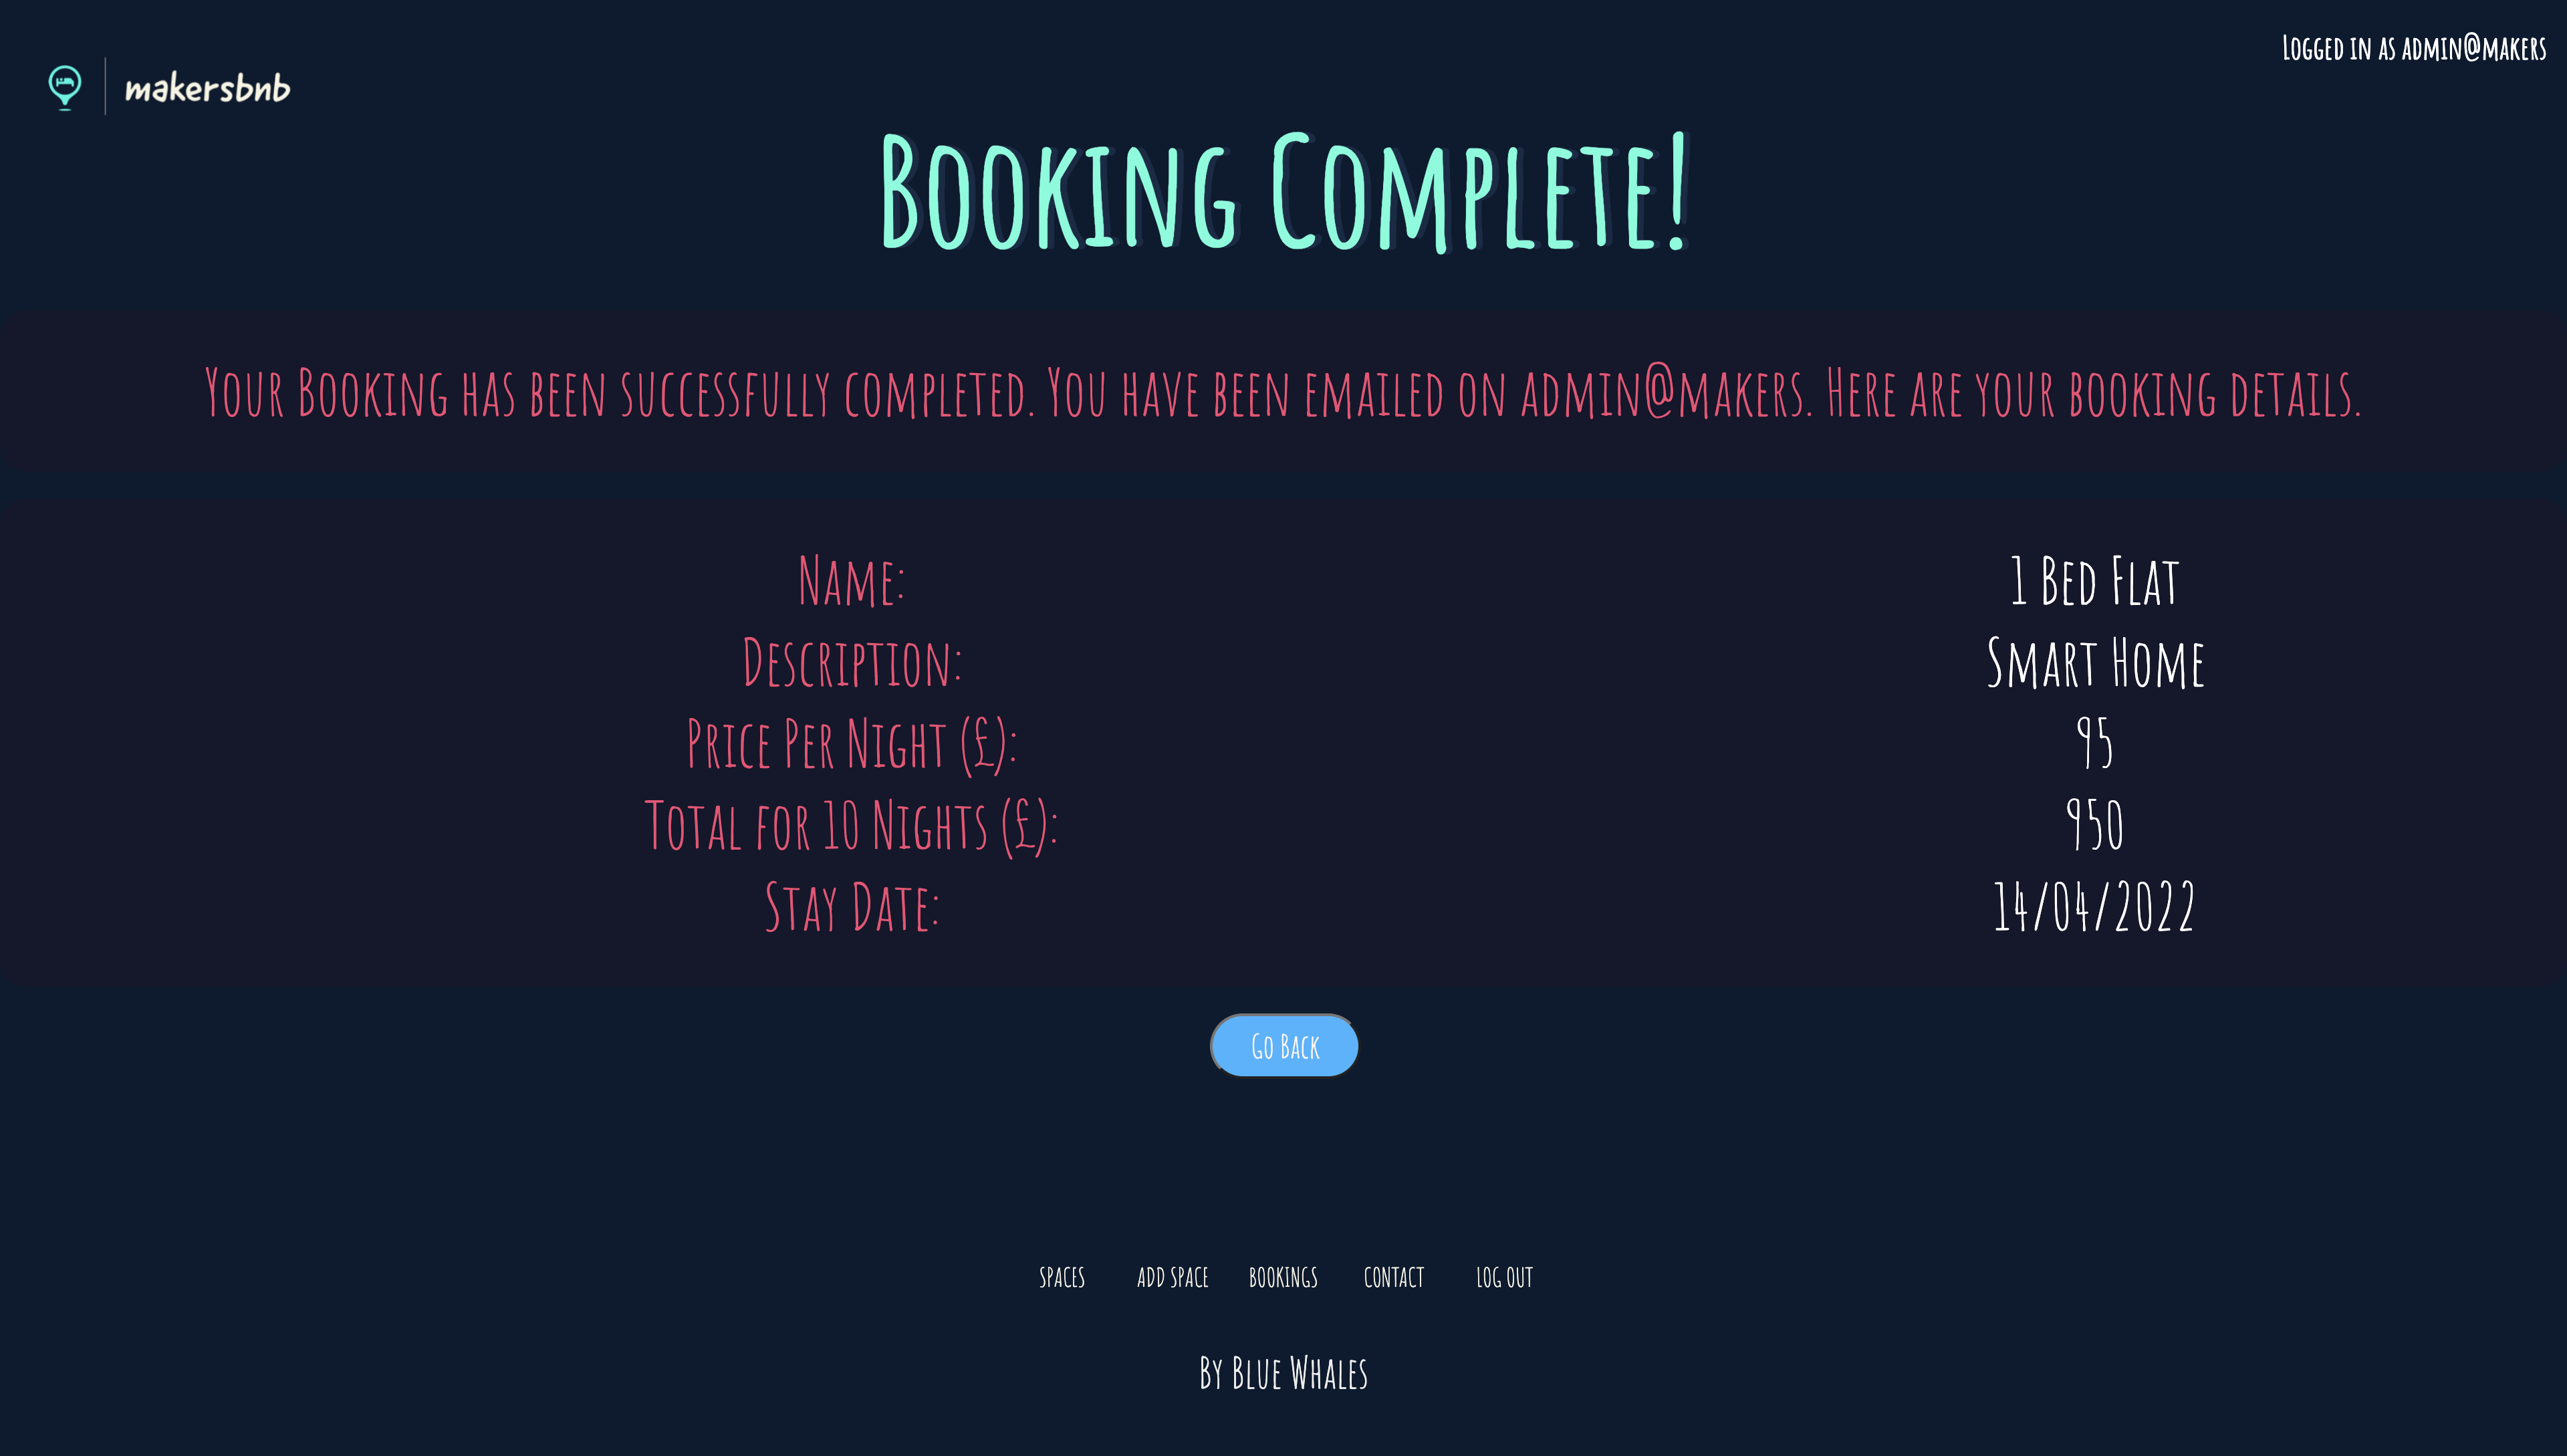 Logged in as admin@makers
makersbnb
Booking Complete!
Your Booking has been successfully completed. You have been emailed on admin@makers. Here are your booking details.
Name: 1 Bed Flat
Description: Smart Home
Price Per Night (£): 95
Total for 10 Nights (£): 950
Stay Date: 14/04/2022
Go Back
SPACES ADD SPACE BOOKINGS CONTACT LOG OUT
By Blue Whales